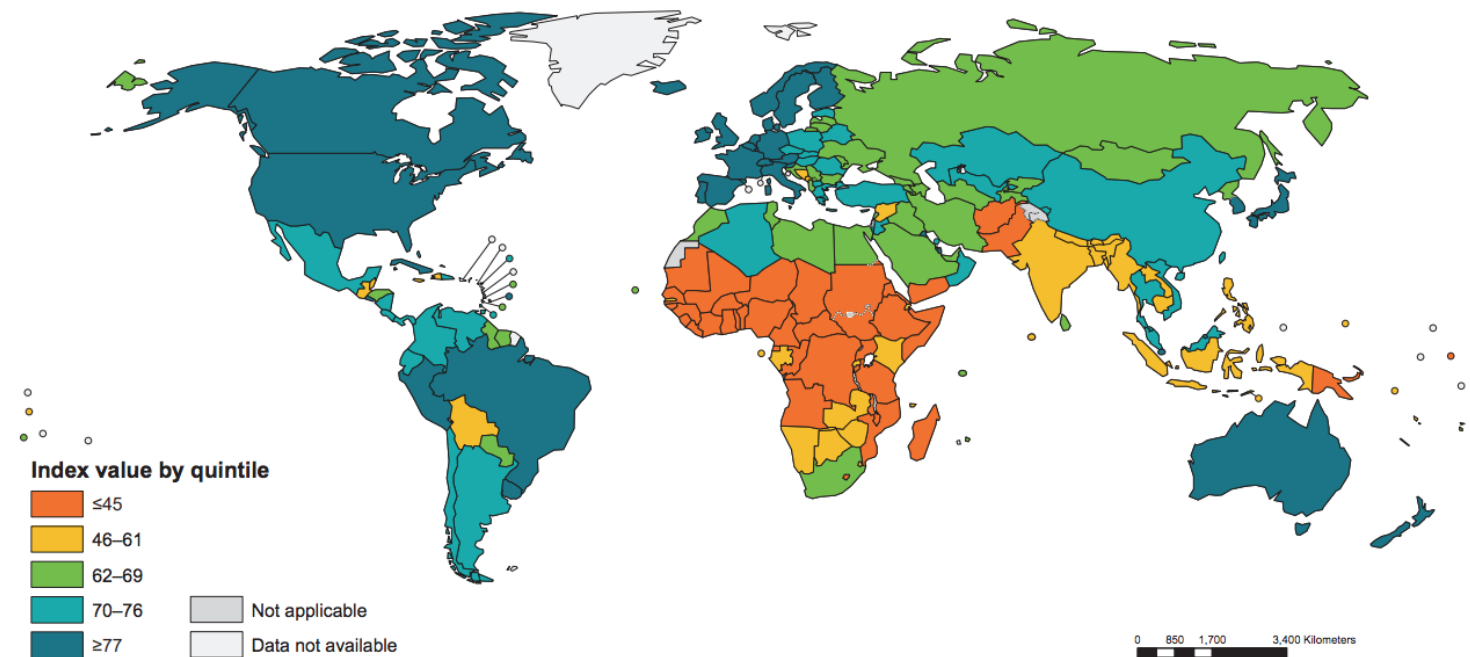 Index value by quintile
≤45
46–61
62–69
70–76
≥77
Not applicable
Data not available
0 850 1,700 3,400 Kilometers